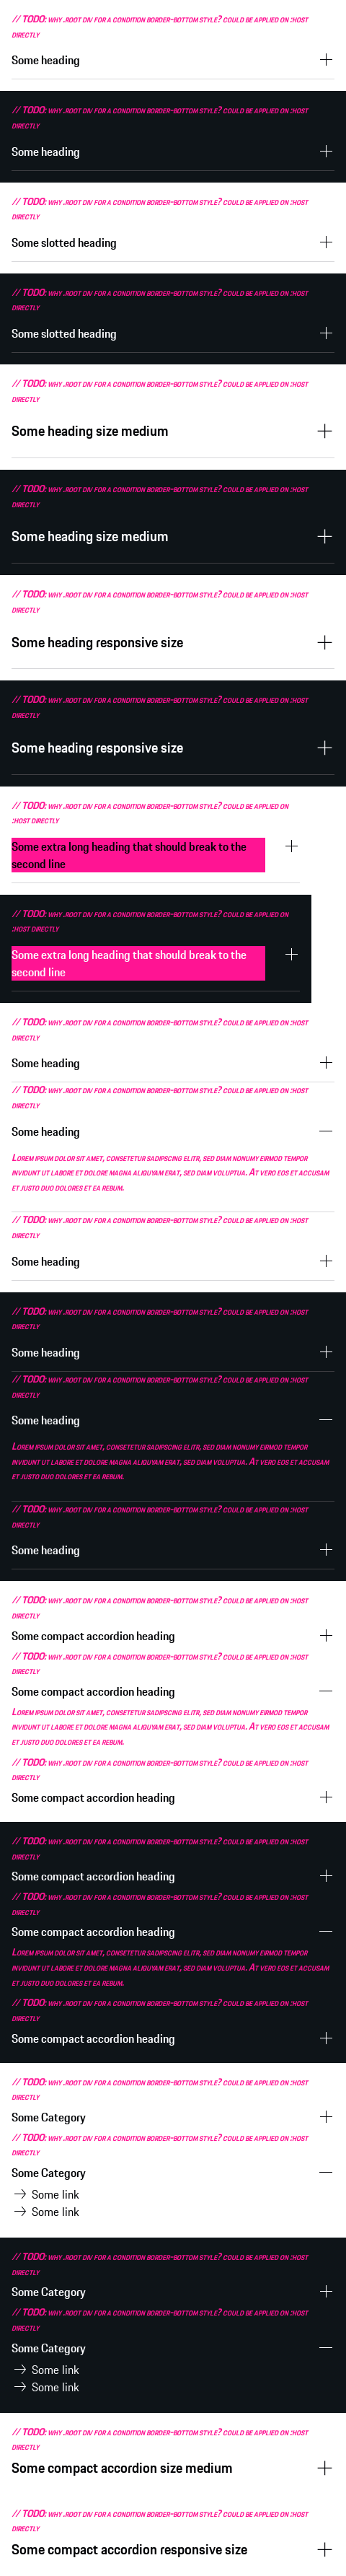 // TODO: why .root div for a condition border-bottom style? could be applied on :host
directly
Some heading
// TODO: why .root div for a condition border-bottom style? could be applied on :host
directly
Some heading
// TODO: why .root div for a condition border-bottom style? could be applied on :host
directly
Some slotted heading
// TODO: why .root div for a condition border-bottom style? could be applied on :host
directly
Some slotted heading
// TODO: why .root div for a condition border-bottom style? could be applied on :host
directly
Some heading size medium
// TODO: why .root div for a condition border-bottom style? could be applied on :host
directly
Some heading size medium
// TODO: why .root div for a condition border-bottom style? could be applied on :host
directly
Some heading responsive size
// TODO: why .root div for a condition border-bottom style? could be applied on :host
directly
Some heading responsive size
// TODO: why .root div for a condition border-bottom style? could be applied on
:host directly
Some extra long heading that should break to the
second line
// TODO: why .root div for a condition border-bottom style? could be applied on
:host directly
Some extra long heading that should break to the
second line
// TODO: why .root div for a condition border-bottom style? could be applied on :host
directly
Some heading
// TODO: why .root div for a condition border-bottom style? could be applied on :host
directly
Some heading
Lorem ipsum dolor sit amet, consetetur sadipscing elitr, sed diam nonumy eirmod tempor
invidunt ut labore et dolore magna aliquyam erat, sed diam voluptua. At vero eos et accusam
et justo duo dolores et ea rebum.
// TODO: why .root div for a condition border-bottom style? could be applied on :host
directly
Some heading
// TODO: why .root div for a condition border-bottom style? could be applied on :host
directly
Some heading
// TODO: why .root div for a condition border-bottom style? could be applied on :host
directly
Some heading
Lorem ipsum dolor sit amet, consetetur sadipscing elitr, sed diam nonumy eirmod tempor
invidunt ut labore et dolore magna aliquyam erat, sed diam voluptua. At vero eos et accusam
et justo duo dolores et ea rebum.
// TODO: why .root div for a condition border-bottom style? could be applied on :host
directly
Some heading
// TODO: why .root div for a condition border-bottom style? could be applied on :host
directly
Some compact accordion heading
// TODO: why .root div for a condition border-bottom style? could be applied on :host
directly
Some compact accordion heading
Lorem ipsum dolor sit amet, consetetur sadipscing elitr, sed diam nonumy eirmod tempor
invidunt ut labore et dolore magna aliquyam erat, sed diam voluptua. At vero eos et accusam
et justo duo dolores et ea rebum.
// TODO: why .root div for a condition border-bottom style? could be applied on :host
directly
Some compact accordion heading
// TODO: why .root div for a condition border-bottom style? could be applied on :host
directly
Some compact accordion heading
// TODO: why .root div for a condition border-bottom style? could be applied on :host
directly
Some compact accordion heading
Lorem ipsum dolor sit amet, consetetur sadipscing elitr, sed diam nonumy eirmod tempor
invidunt ut labore et dolore magna aliquyam erat, sed diam voluptua. At vero eos et accusam
et justo duo dolores et ea rebum.
// TODO: why .root div for a condition border-bottom style? could be applied on :host
directly
Some compact accordion heading
// TODO: why .root div for a condition border-bottom style? could be applied on :host
directly
Some Category
// TODO: why .root div for a condition border-bottom style? could be applied on :host
directly
Some Category
Some link
Some link
// TODO: why .root div for a condition border-bottom style? could be applied on :host
directly
Some Category
// TODO: why .root div for a condition border-bottom style? could be applied on :host
directly
Some Category
Some link
Some link
// TODO: why .root div for a condition border-bottom style? could be applied on :host
directly
Some compact accordion size medium
// TODO: why .root div for a condition border-bottom style? could be applied on :host
directly
Some compact accordion responsive size